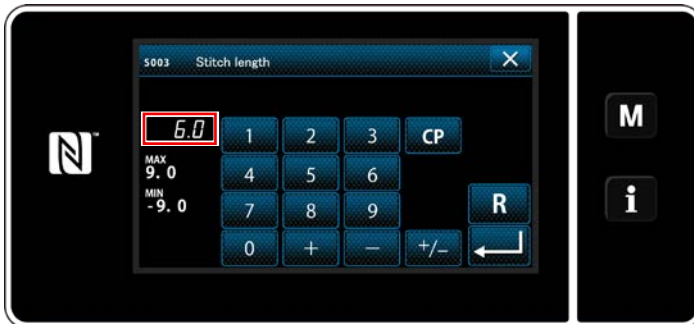 S003 Stitch length
6.0
1 2 3 CP
MAX
9. 0
4 5 6
MIN
-9. 0
7 8 9 R
0 + − +/−
M
i
N